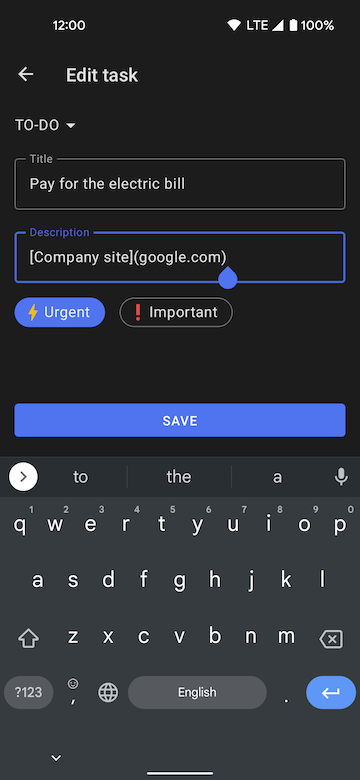 12:00 LTE 100%
Edit task
TO-DO
Title
Pay for the electric bill
Description
[Company site](google.com)
⚡ Urgent ❗ Important
SAVE
to the a
1 2 3 4 5 6 7 8 9 0
q w e r t y u i o p
a s d f g h j k l
z x c v b n m
?123 , English .